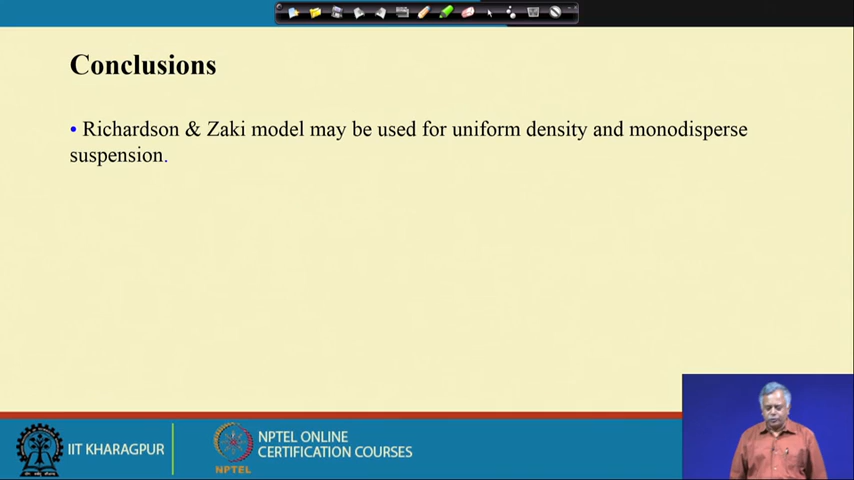 Conclusions
• Richardson & Zaki model may be used for uniform density and monodisperse
suspension.
IIT KHARAGPUR
NPTEL
NPTEL ONLINE
CERTIFICATION COURSES